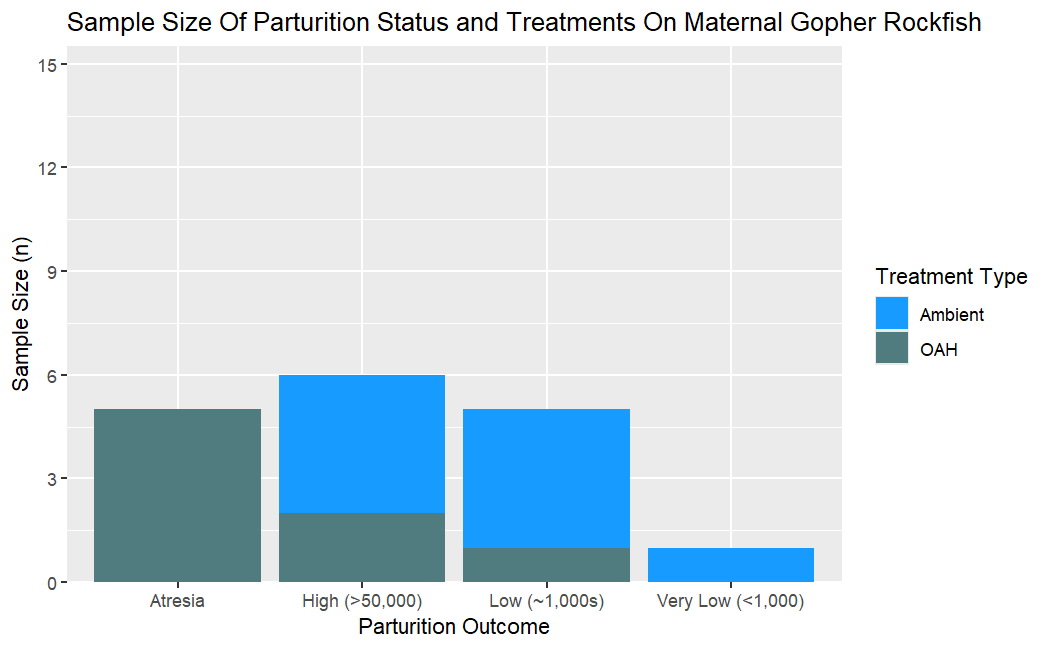 Sample Size Of Parturition Status and Treatments On Maternal Gopher Rockfish
15
12
9
6
3
0
Sample Size (n)
Atresia
High (>50,000)
Low (~1,000s)
Very Low (<1,000)
Parturition Outcome
Treatment Type
Ambient
OAH